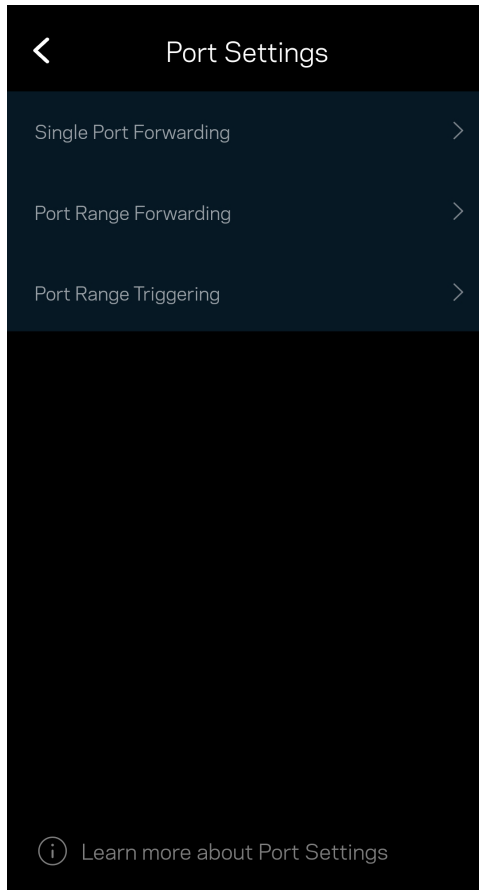 Port Settings
Single Port Forwarding
Port Range Forwarding
Port Range Triggering
Learn more about Port Settings